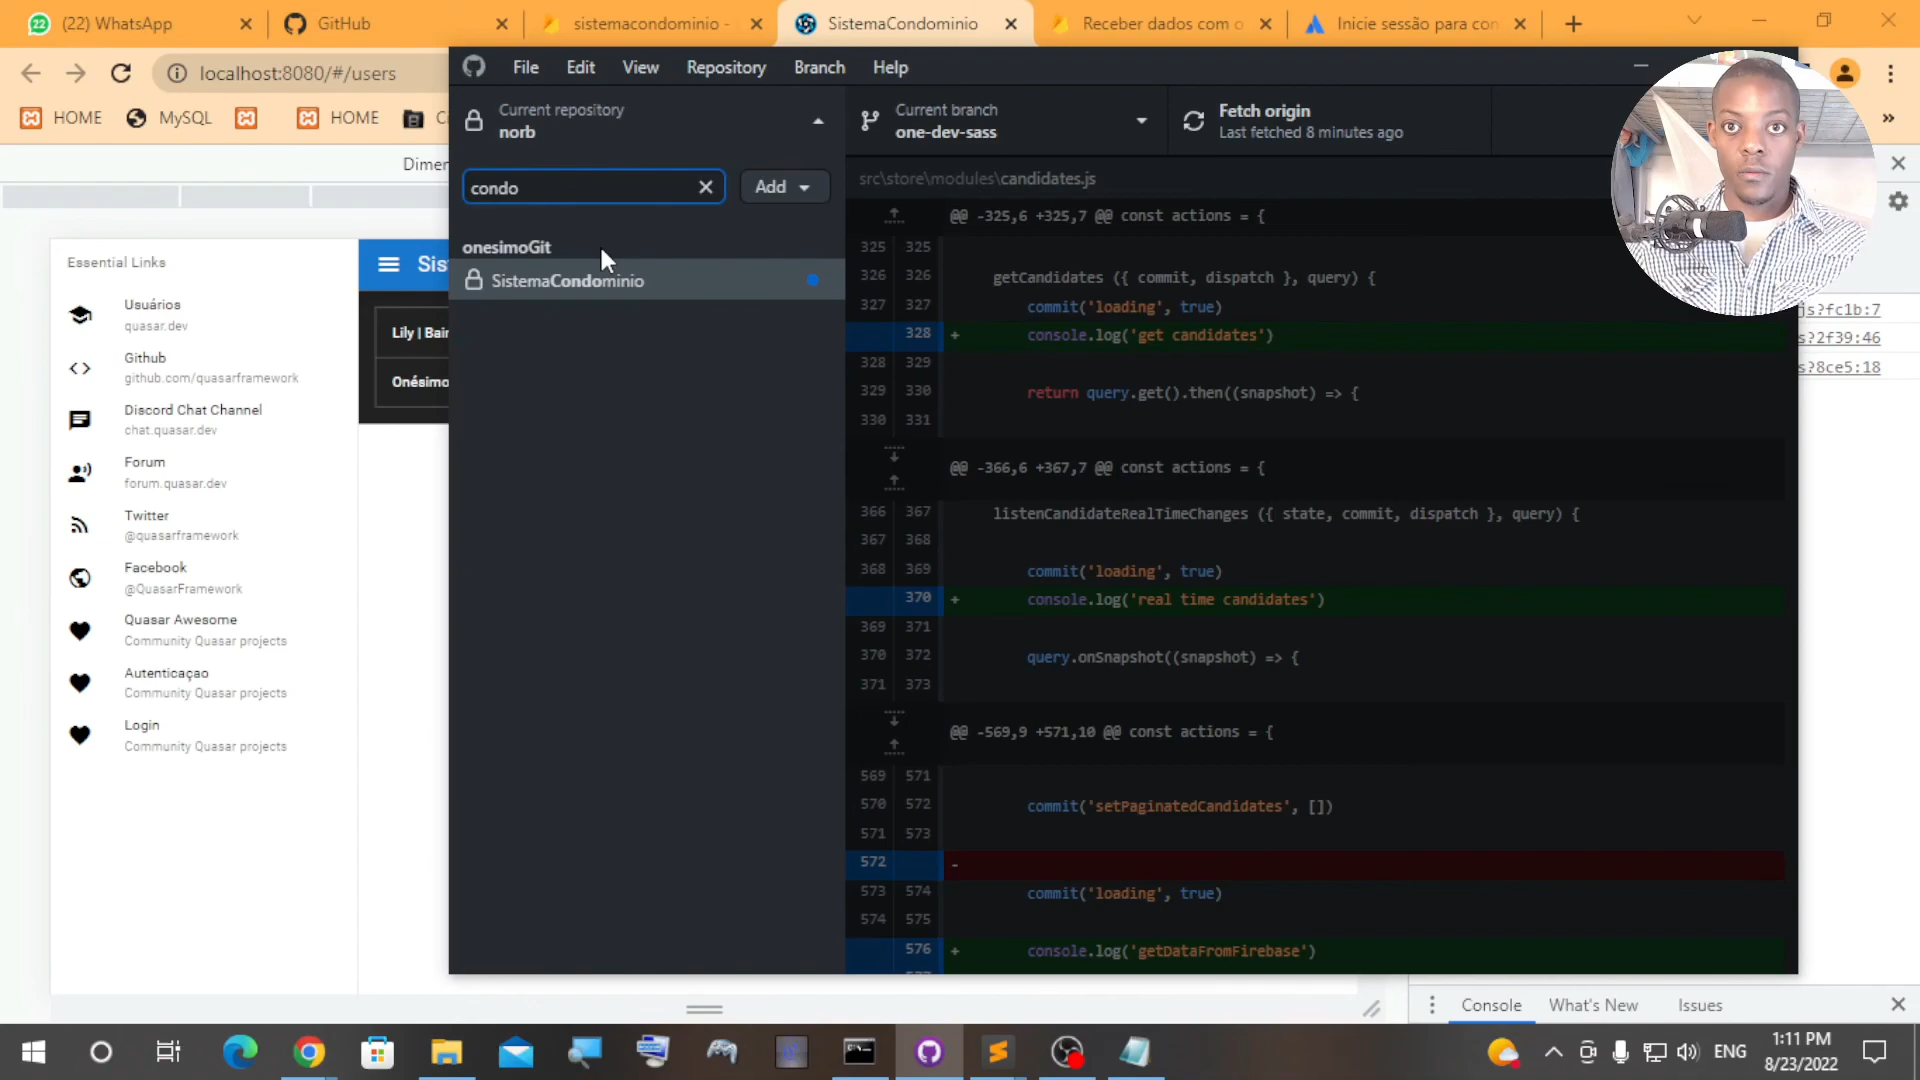 (22) WhatsApp
GitHub
sistemacondominio -
SistemaCondominio
Receber dados com o
Inicie sessão para con
localhost:8080/#/users
HOME
MySQL
HOME
Dimen
File Edit View Repository Branch Help
Current repository
norb
Current branch
one-dev-sass
Fetch origin
Last fetched 8 minutes ago
condo
Add
onesimoGit
SistemaCondominio
src\store\modules\candidates.js
@@ -325,6 +325,7 @@ const actions = {
325 325
326 326 getCandidates ({ commit, dispatch }, query) {
327 327 commit('loading', true)
328 + console.log('get candidates')
328 329
329 330 return query.get().then((snapshot) => {
330 331
@@ -366,6 +367,7 @@ const actions = {
366 367 listenCandidateRealTimeChanges ({ state, commit, dispatch }, query) {
367 368
368 369 commit('loading', true)
370 + console.log('real time candidates')
369 371
370 372 query.onSnapshot((snapshot) => {
371 373
@@ -569,9 +571,10 @@ const actions = {
569 571
570 572 commit('setPaginatedCandidates', [])
571 573
572 -
573 574 commit('loading', true)
574 575
576 + console.log('getDataFromFirebase')
Essential Links
Usuários
quasar.dev
Github
github.com/quasarframework
Discord Chat Channel
chat.quasar.dev
Forum
forum.quasar.dev
Twitter
@quasarframework
Facebook
@QuasarFramework
Quasar Awesome
Community Quasar projects
Autenticaçao
Community Quasar projects
Login
Community Quasar projects
Sis
Lily | Bair
Onésimo
js?fc1b:7
s?2f39:46
s?8ce5:18
Console What's New Issues
ENG
1:11 PM
8/23/2022